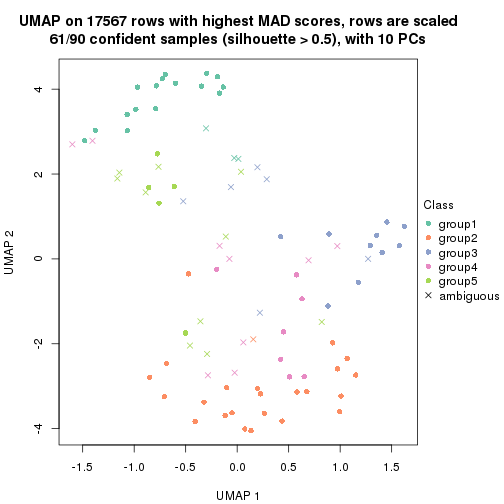 UMAP on 17567 rows with highest MAD scores, rows are scaled
61/90 confident samples (silhouette > 0.5), with 10 PCs
4
2
0
-2
-4
UMAP 2
-1.5 -1.0 -0.5 0.0 0.5 1.0 1.5
UMAP 1
Class
group1
group2
group3
group4
group5
ambiguous